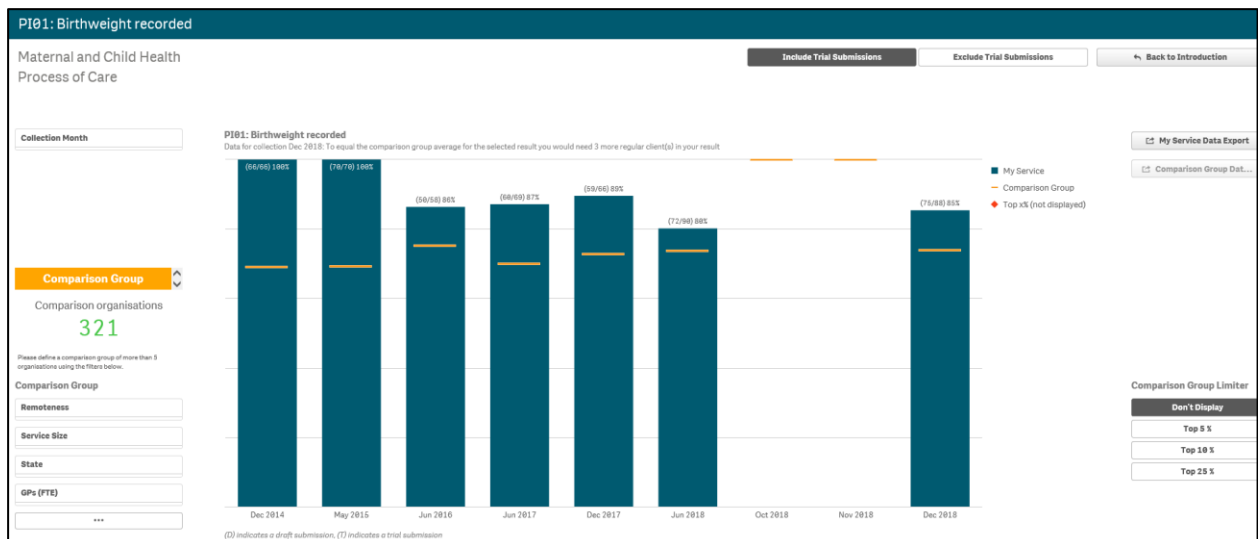 PI01: Birthweight recorded
Maternal and Child Health
Process of Care
Include Trial Submissions
Exclude Trial Submissions
Back to Introduction
Collection Month
PI01: Birthweight recorded
Data for collection Dec 2018: To equal the comparison group average for the selected result you would need 3 more regular client(s) in your result
(66/66) 100%
(70/70) 100%
(50/58) 86%
(60/69) 87%
(59/66) 89%
(72/90) 80%
(75/88) 85%
My Service
Comparison Group
Top x% (not displayed)
My Service Data Export
Comparison Group Dat...
Comparison Group
Comparison organisations
321
Please define a comparison group of more than 5
organisations using the filters below.
Comparison Group
Remoteness
Service Size
State
GPs (FTE)
...
Comparison Group Limiter
Don't Display
Top 5 %
Top 10 %
Top 25 %
Dec 2014
May 2015
Jun 2016
Jun 2017
Dec 2017
Jun 2018
Oct 2018
Nov 2018
Dec 2018
(D) indicates a draft submission, (T) indicates a trial submission